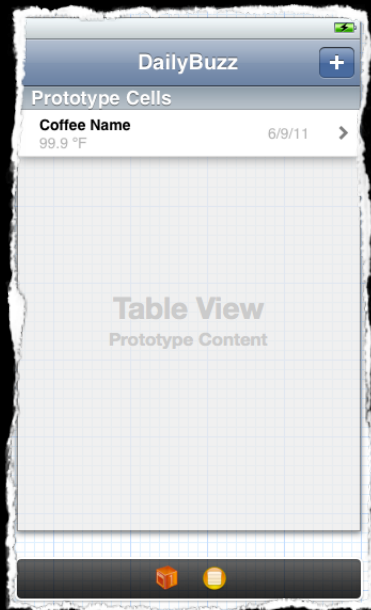 DailyBuzz +
Prototype Cells
Coffee Name
99.9 °F
6/9/11
Table View
Prototype Content